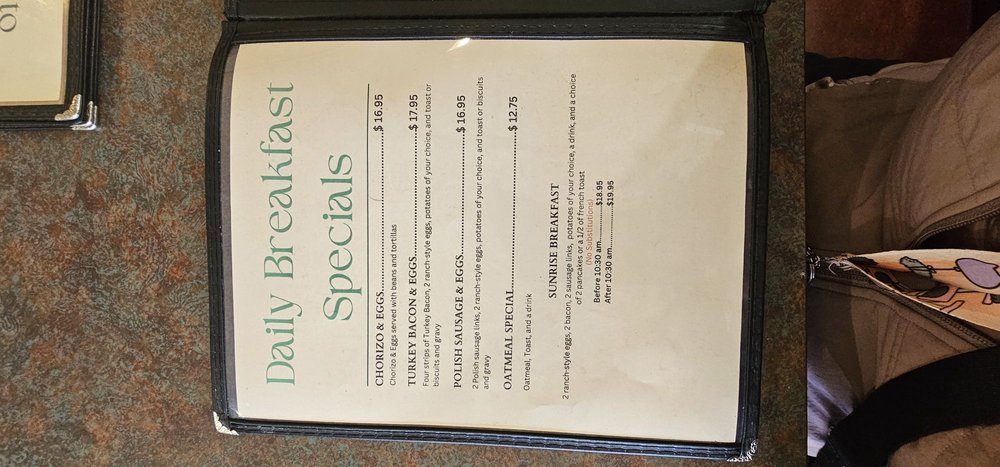 Daily Breakfast
Specials
CHORIZO & EGGS..............................$ 16.95
Chorizo & Eggs served with beans and tortillas
TURKEY BACON & EGGS......................$ 17.95
Four strips of Turkey Bacon, 2 ranch-style eggs, potatoes of your choice, and toast or
biscuits and gravy
POLISH SAUSAGE & EGGS......................$ 16.95
2 Polish sausage links, 2 ranch-style eggs, potatoes of your choice, and toast or biscuits
and gravy
OATMEAL SPECIAL..............................$ 12.75
Oatmeal, Toast, and a drink
SUNRISE BREAKFAST
2 ranch-style eggs, 2 bacon, 2 sausage links, potatoes of your choice, a drink, and a choice
of 2 pancakes or a 1/2 of french toast
(No Substitutions)
Before 10:30 am............$18.95
After 10:30 am..............$19.95